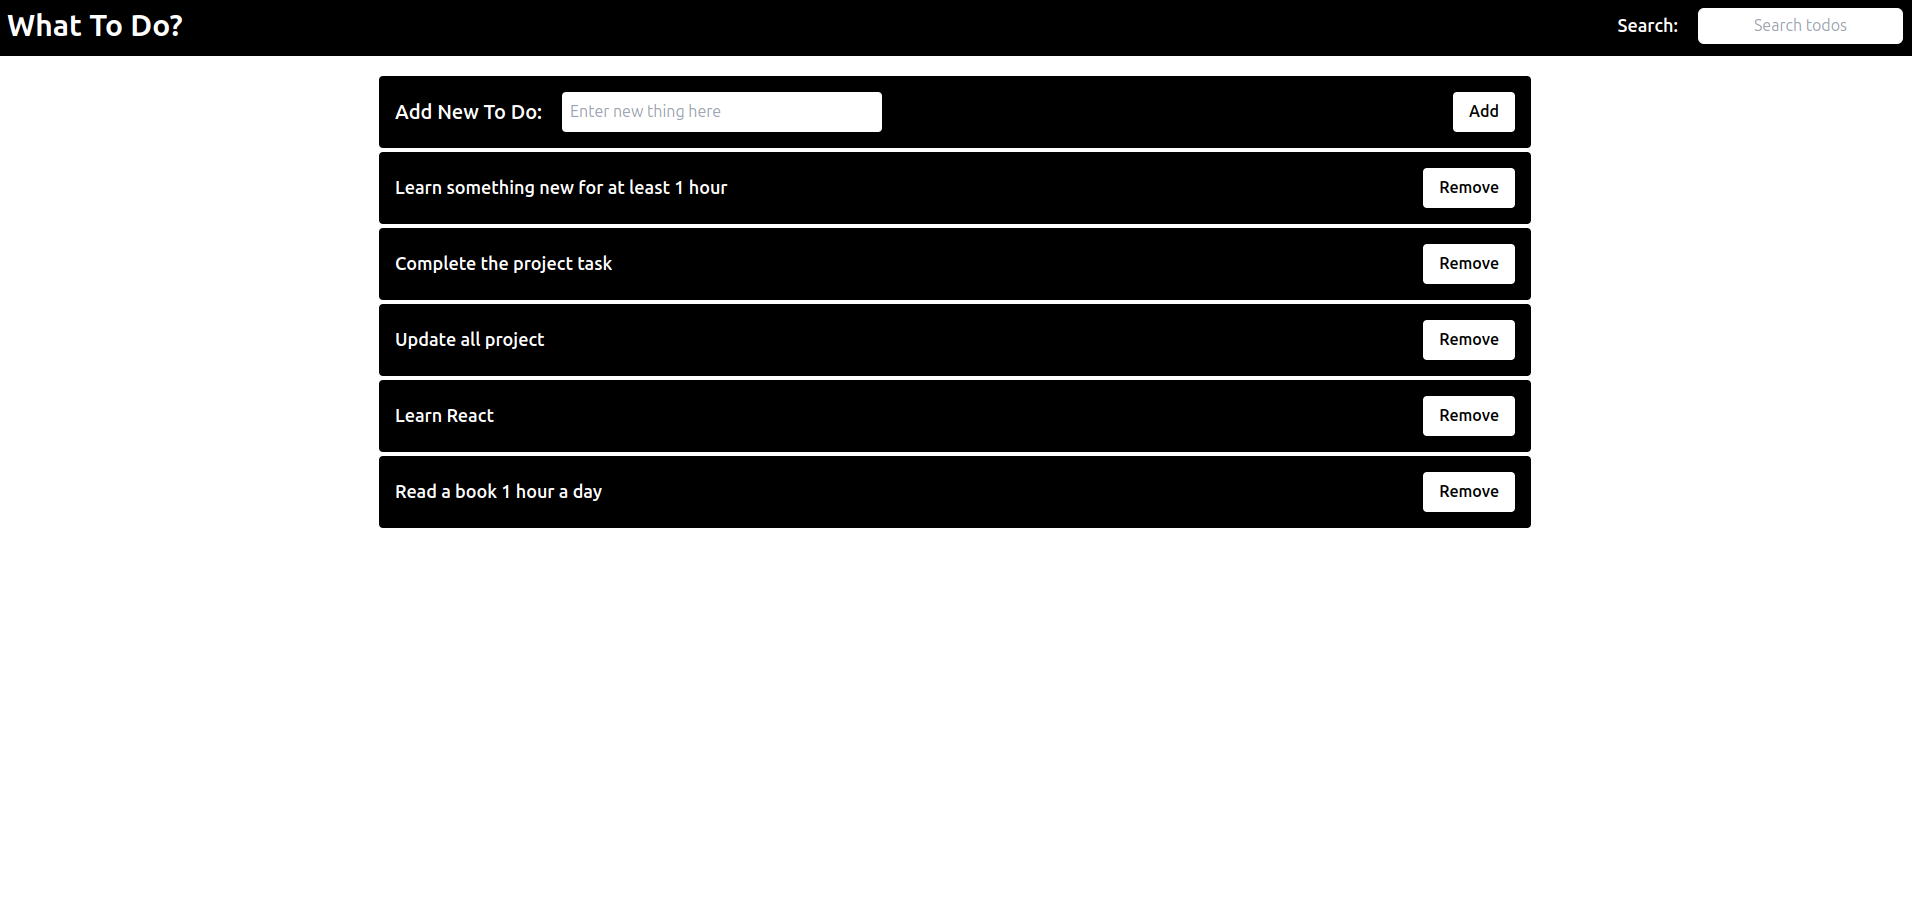 What To Do?
Search: Search todos
Add New To Do: Enter new thing here Add
Learn something new for at least 1 hour Remove
Complete the project task Remove
Update all project Remove
Learn React Remove
Read a book 1 hour a day Remove